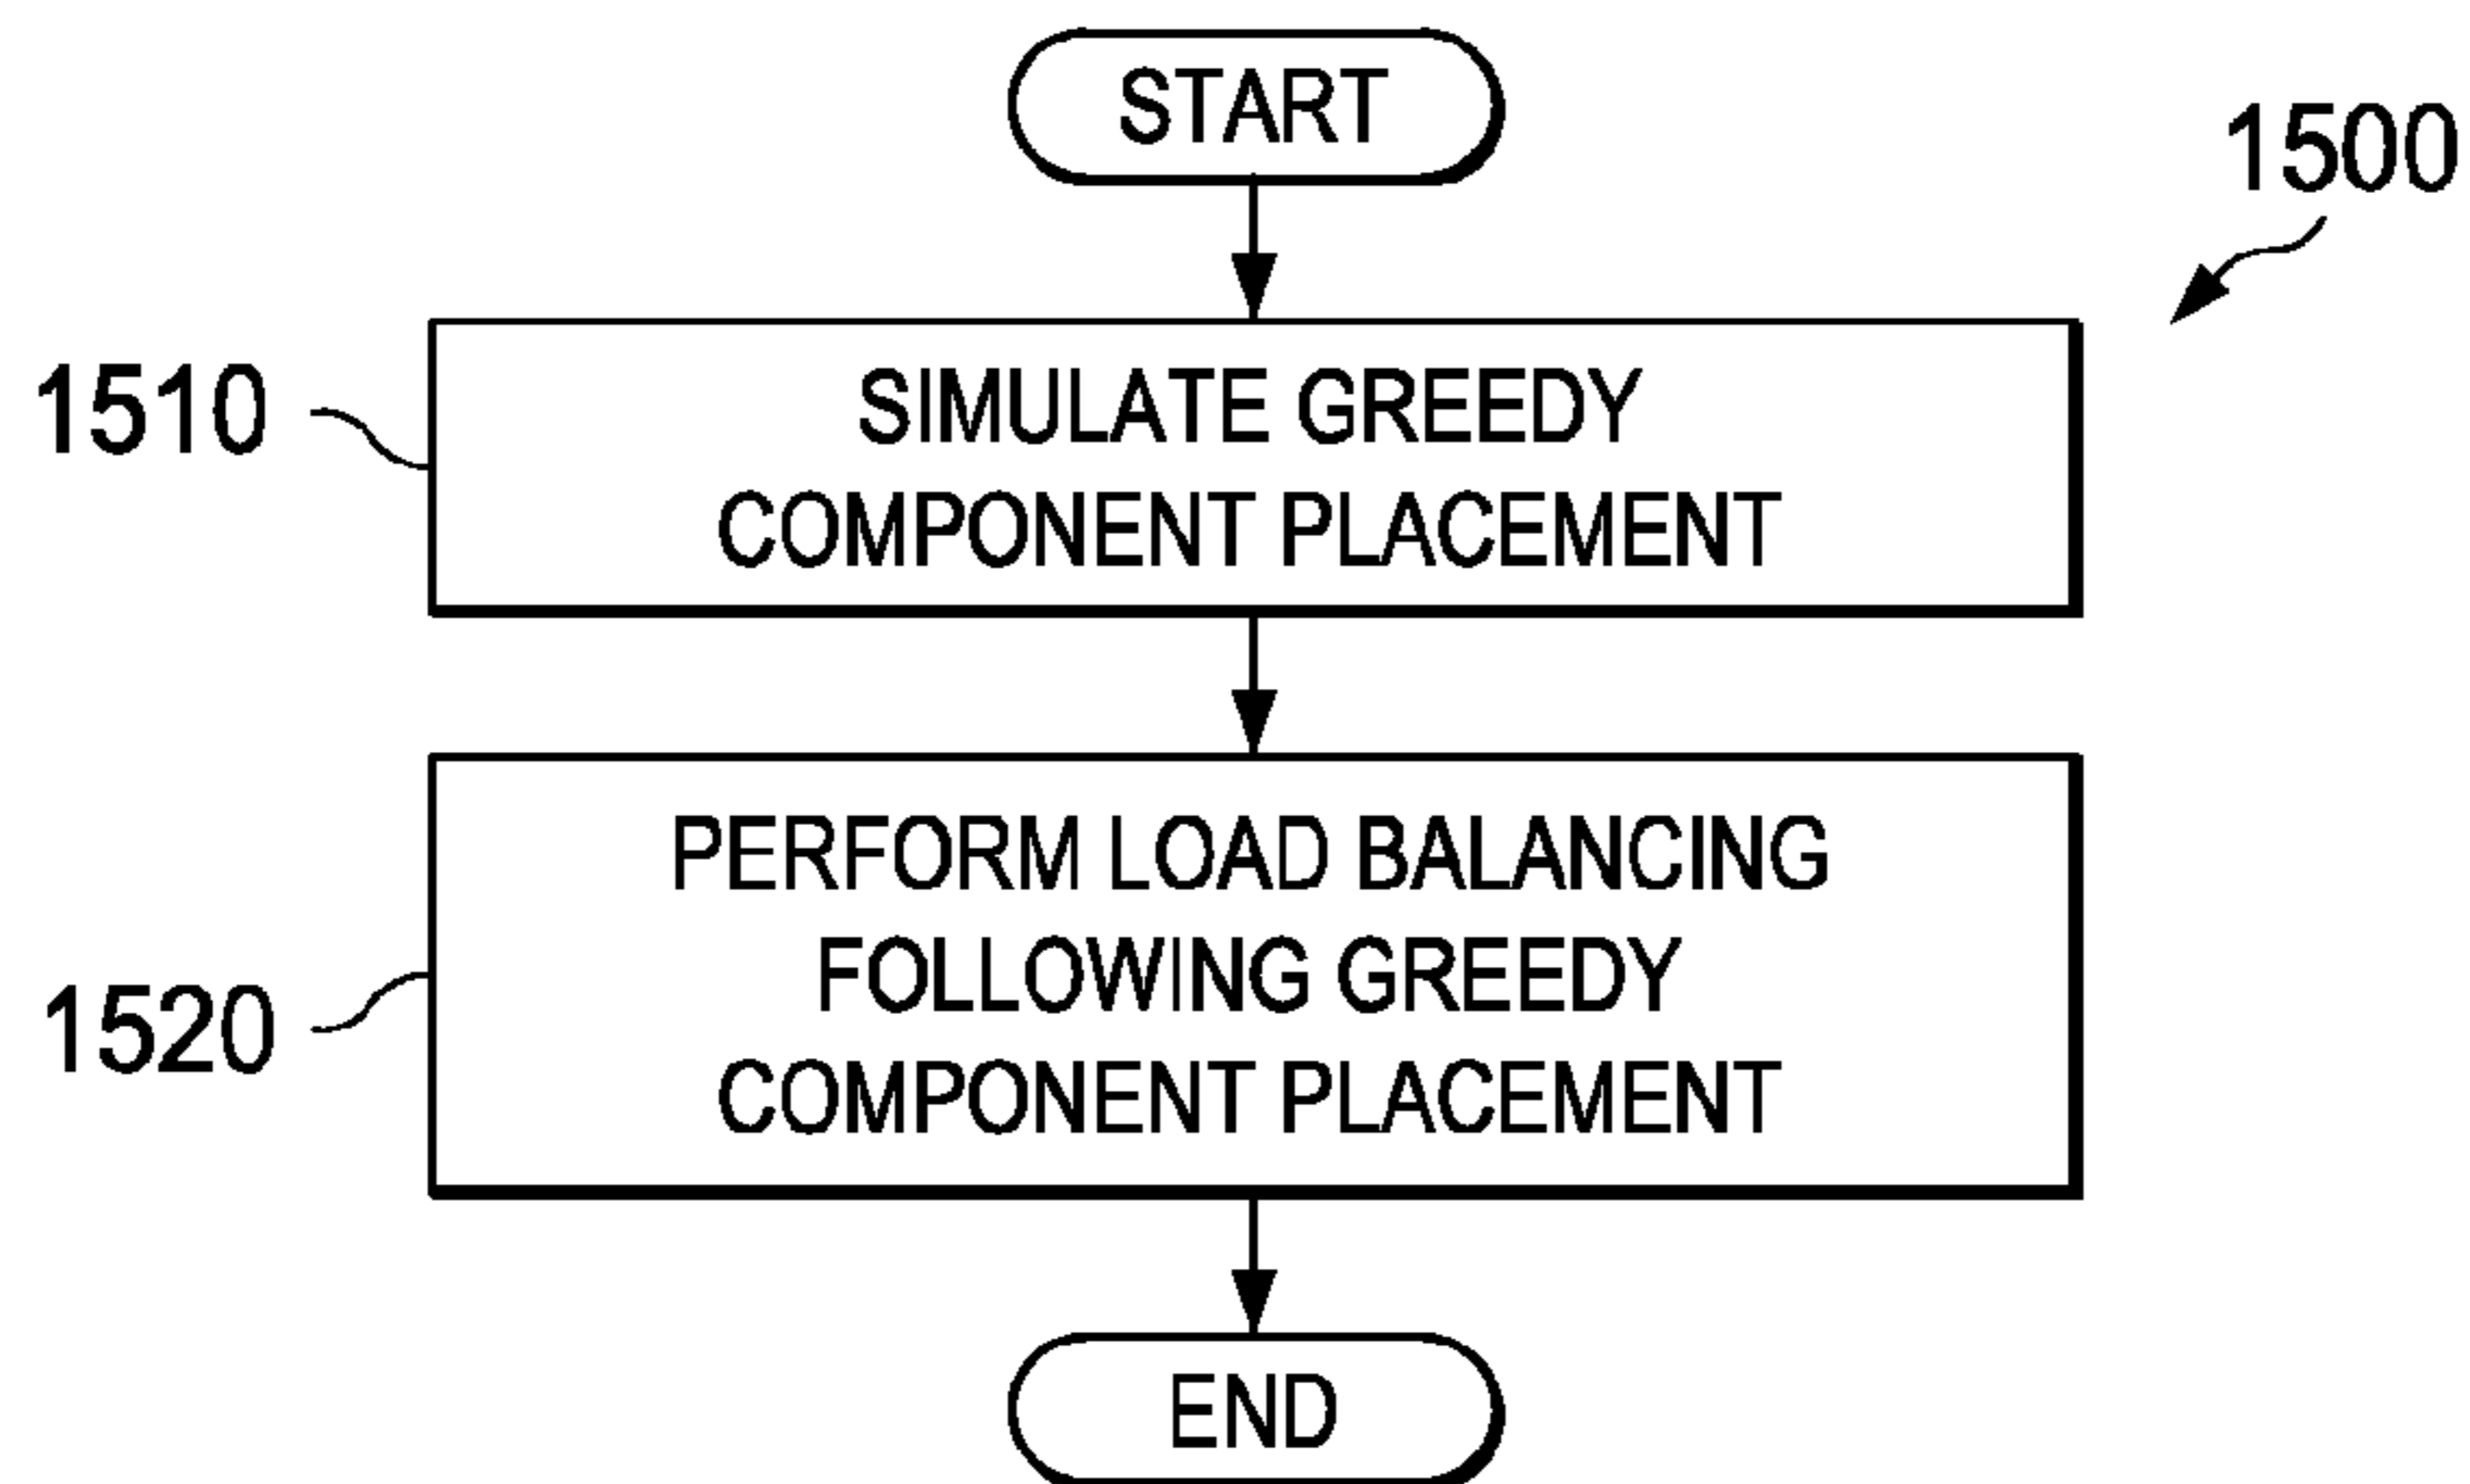 START
1500
1510
SIMULATE GREEDY
COMPONENT PLACEMENT
PERFORM LOAD BALANCING
FOLLOWING GREEDY
COMPONENT PLACEMENT
1520
END